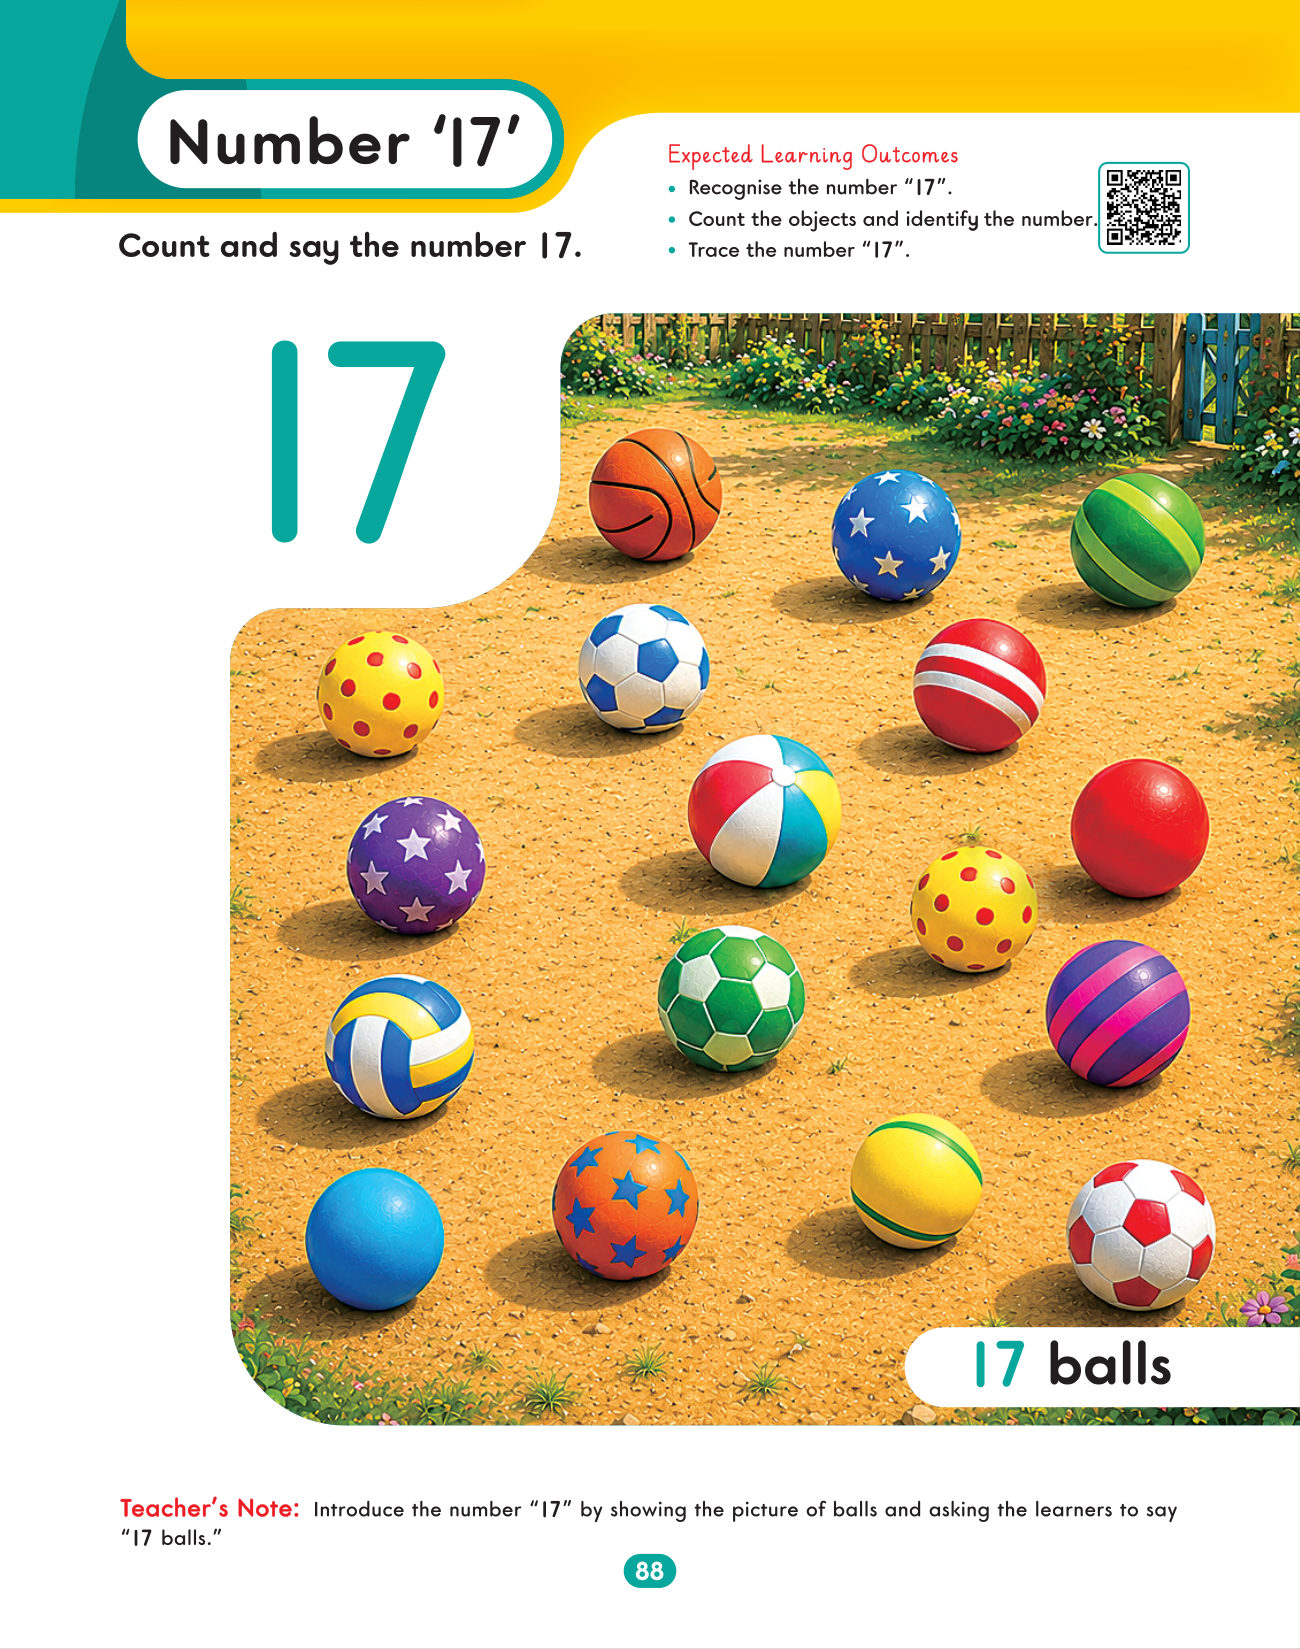 Number ‘17’
Expected Learning Outcomes
• Recognise the number “17”.
• Count the objects and identify the number.
• Trace the number “17”.
Count and say the number 17.
17
17 balls
Teacher’s Note: Introduce the number “17” by showing the picture of balls and asking the learners to say
“17 balls.”
88